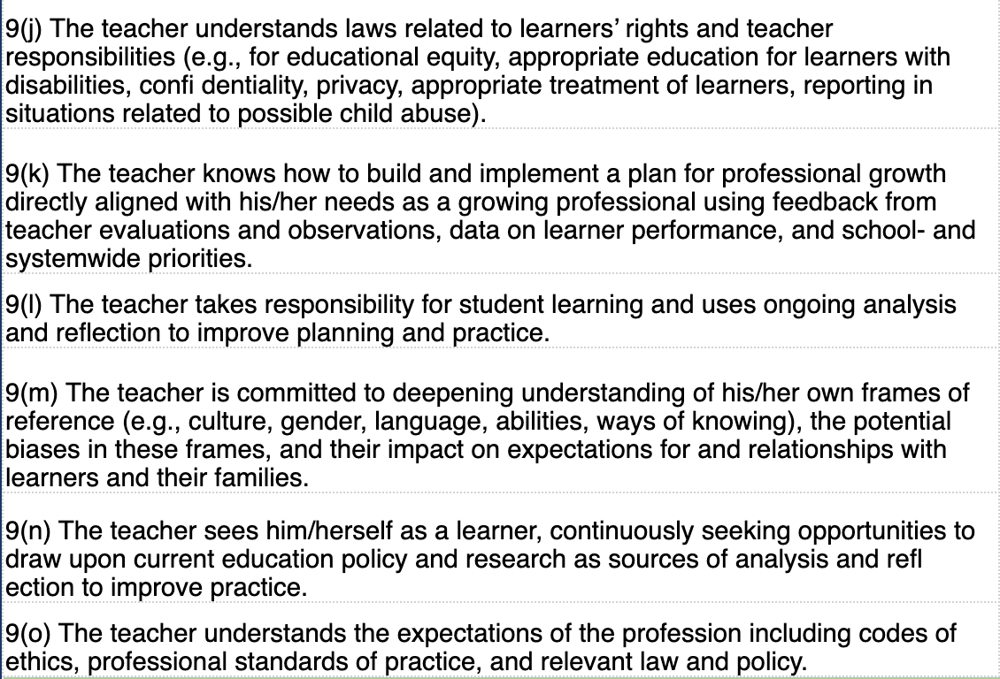 9(j) The teacher understands laws related to learners’ rights and teacher
responsibilities (e.g., for educational equity, appropriate education for learners with
disabilities, confi dentiality, privacy, appropriate treatment of learners, reporting in
situations related to possible child abuse).
9(k) The teacher knows how to build and implement a plan for professional growth
directly aligned with his/her needs as a growing professional using feedback from
teacher evaluations and observations, data on learner performance, and school- and
systemwide priorities.
9(l) The teacher takes responsibility for student learning and uses ongoing analysis
and reflection to improve planning and practice.
9(m) The teacher is committed to deepening understanding of his/her own frames of
reference (e.g., culture, gender, language, abilities, ways of knowing), the potential
biases in these frames, and their impact on expectations for and relationships with
learners and their families.
9(n) The teacher sees him/herself as a learner, continuously seeking opportunities to
draw upon current education policy and research as sources of analysis and refl
ection to improve practice.
9(o) The teacher understands the expectations of the profession including codes of
ethics, professional standards of practice, and relevant law and policy.